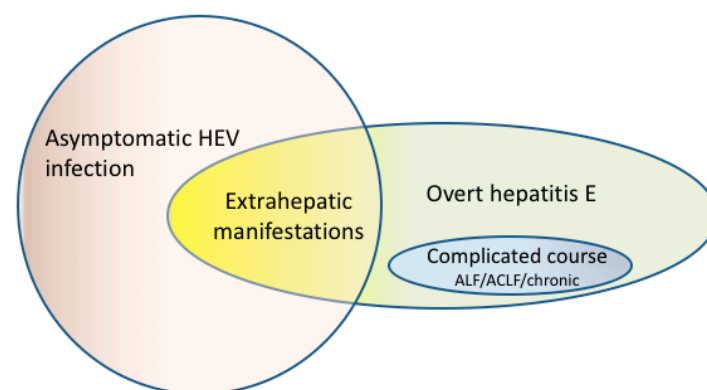 Asymptomatic HEV
infection
Extrahepatic
manifestations
Overt hepatitis E
Complicated course
ALF/ACLF/chronic